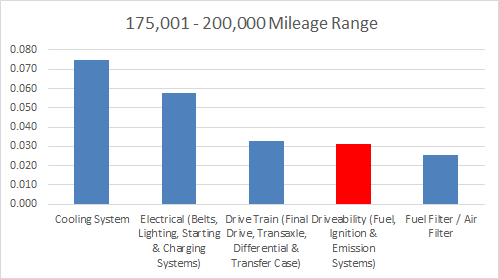 175,001 - 200,000 Mileage Range
0.080
0.070
0.060
0.050
0.040
0.030
0.020
0.010
0.000
Cooling System
Electrical (Belts,
Lighting, Starting
& Charging
Systems)
Drive Train (Final
Drive, Transaxle,
Differential &
Transfer Case)
Driveability (Fuel,
Ignition &
Emission
Systems)
Fuel Filter / Air
Filter